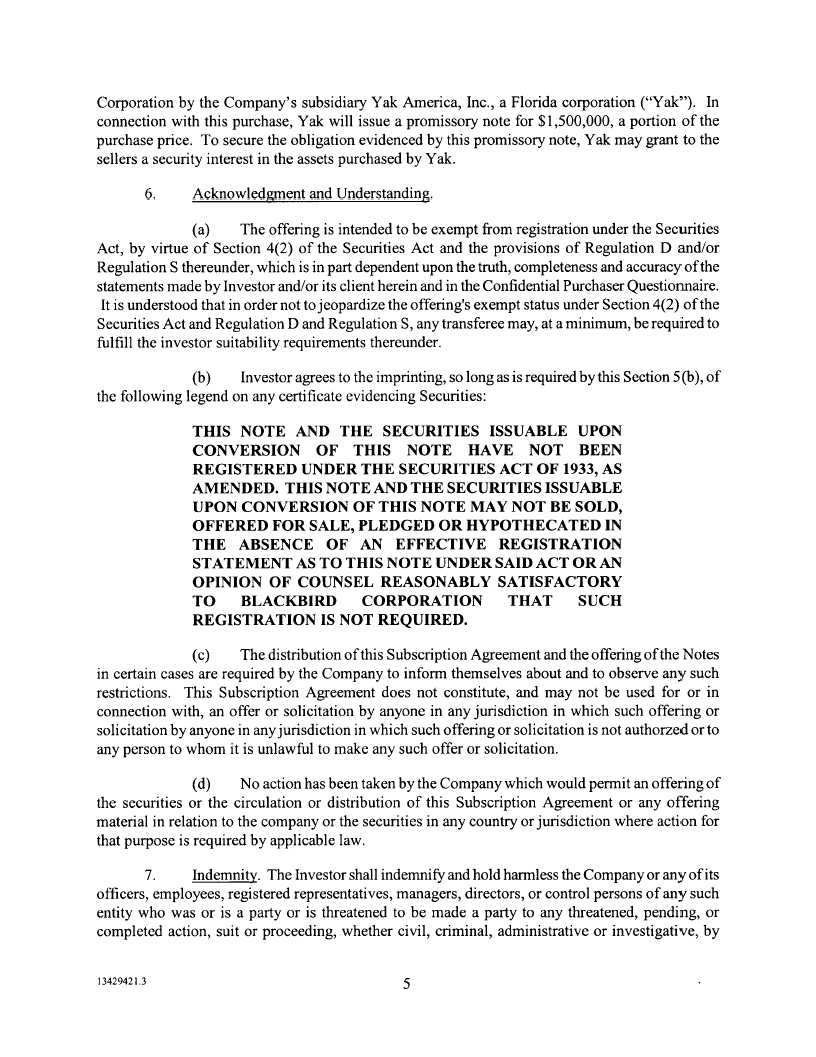 Corporation by the Company's subsidiary Yak America, Inc., a Florida corporation (“Yak”). In
connection with this purchase, Yak will issue a promissory note for $1,500,000, a portion of the
purchase price. To secure the obligation evidenced by this promissory note, Yak may grant to the
sellers a security interest in the assets purchased by Yak.
6. Acknowledgment and Understanding.
(a) The offering is intended to be exempt from registration under the Securities
Act, by virtue of Section 4(2) of the Securities Act and the provisions of Regulation D and/or
Regulation S thereunder, which is in part dependent upon the truth, completeness and accuracy of the
statements made by Investor and/or its client herein and in the Confidential Purchaser Questionnaire.
It is understood that in order not to jeopardize the offering's exempt status under Section 4(2) of the
Securities Act and Regulation D and Regulation S, any transferee may, at a minimum, be required to
fulfill the investor suitability requirements thereunder.
(b) Investor agrees to the imprinting, so long as is required by this Section 5(b), of
the following legend on any certificate evidencing Securities:
THIS NOTE AND THE SECURITIES ISSUABLE UPON
CONVERSION OF THIS NOTE HAVE NOT BEEN
REGISTERED UNDER THE SECURITIES ACT OF 1933, AS
AMENDED. THIS NOTE AND THE SECURITIES ISSUABLE
UPON CONVERSION OF THIS NOTE MAY NOT BE SOLD,
OFFERED FOR SALE, PLEDGED OR HYPOTHECATED IN
THE ABSENCE OF AN EFFECTIVE REGISTRATION
STATEMENT AS TO THIS NOTE UNDER SAID ACT OR AN
OPINION OF COUNSEL REASONABLY SATISFACTORY
TO BLACKBIRD CORPORATION THAT SUCH
REGISTRATION IS NOT REQUIRED.
(c) The distribution of this Subscription Agreement and the offering of the Notes
in certain cases are required by the Company to inform themselves about and to observe any such
restrictions. This Subscription Agreement does not constitute, and may not be used for or in
connection with, an offer or solicitation by anyone in any jurisdiction in which such offering or
solicitation by anyone in any jurisdiction in which such offering or solicitation is not authorzed or to
any person to whom it is unlawful to make any such offer or solicitation.
(d) No action has been taken by the Company which would permit an offering of
the securities or the circulation or distribution of this Subscription Agreement or any offering
material in relation to the company or the securities in any country or jurisdiction where action for
that purpose is required by applicable law.
7. Indemnity. The Investor shall indemnify and hold harmless the Company or any of its
officers, employees, registered representatives, managers, directors, or control persons of any such
entity who was or is a party or is threatened to be made a party to any threatened, pending, or
completed action, suit or proceeding, whether civil, criminal, administrative or investigative, by
13429421.3
5